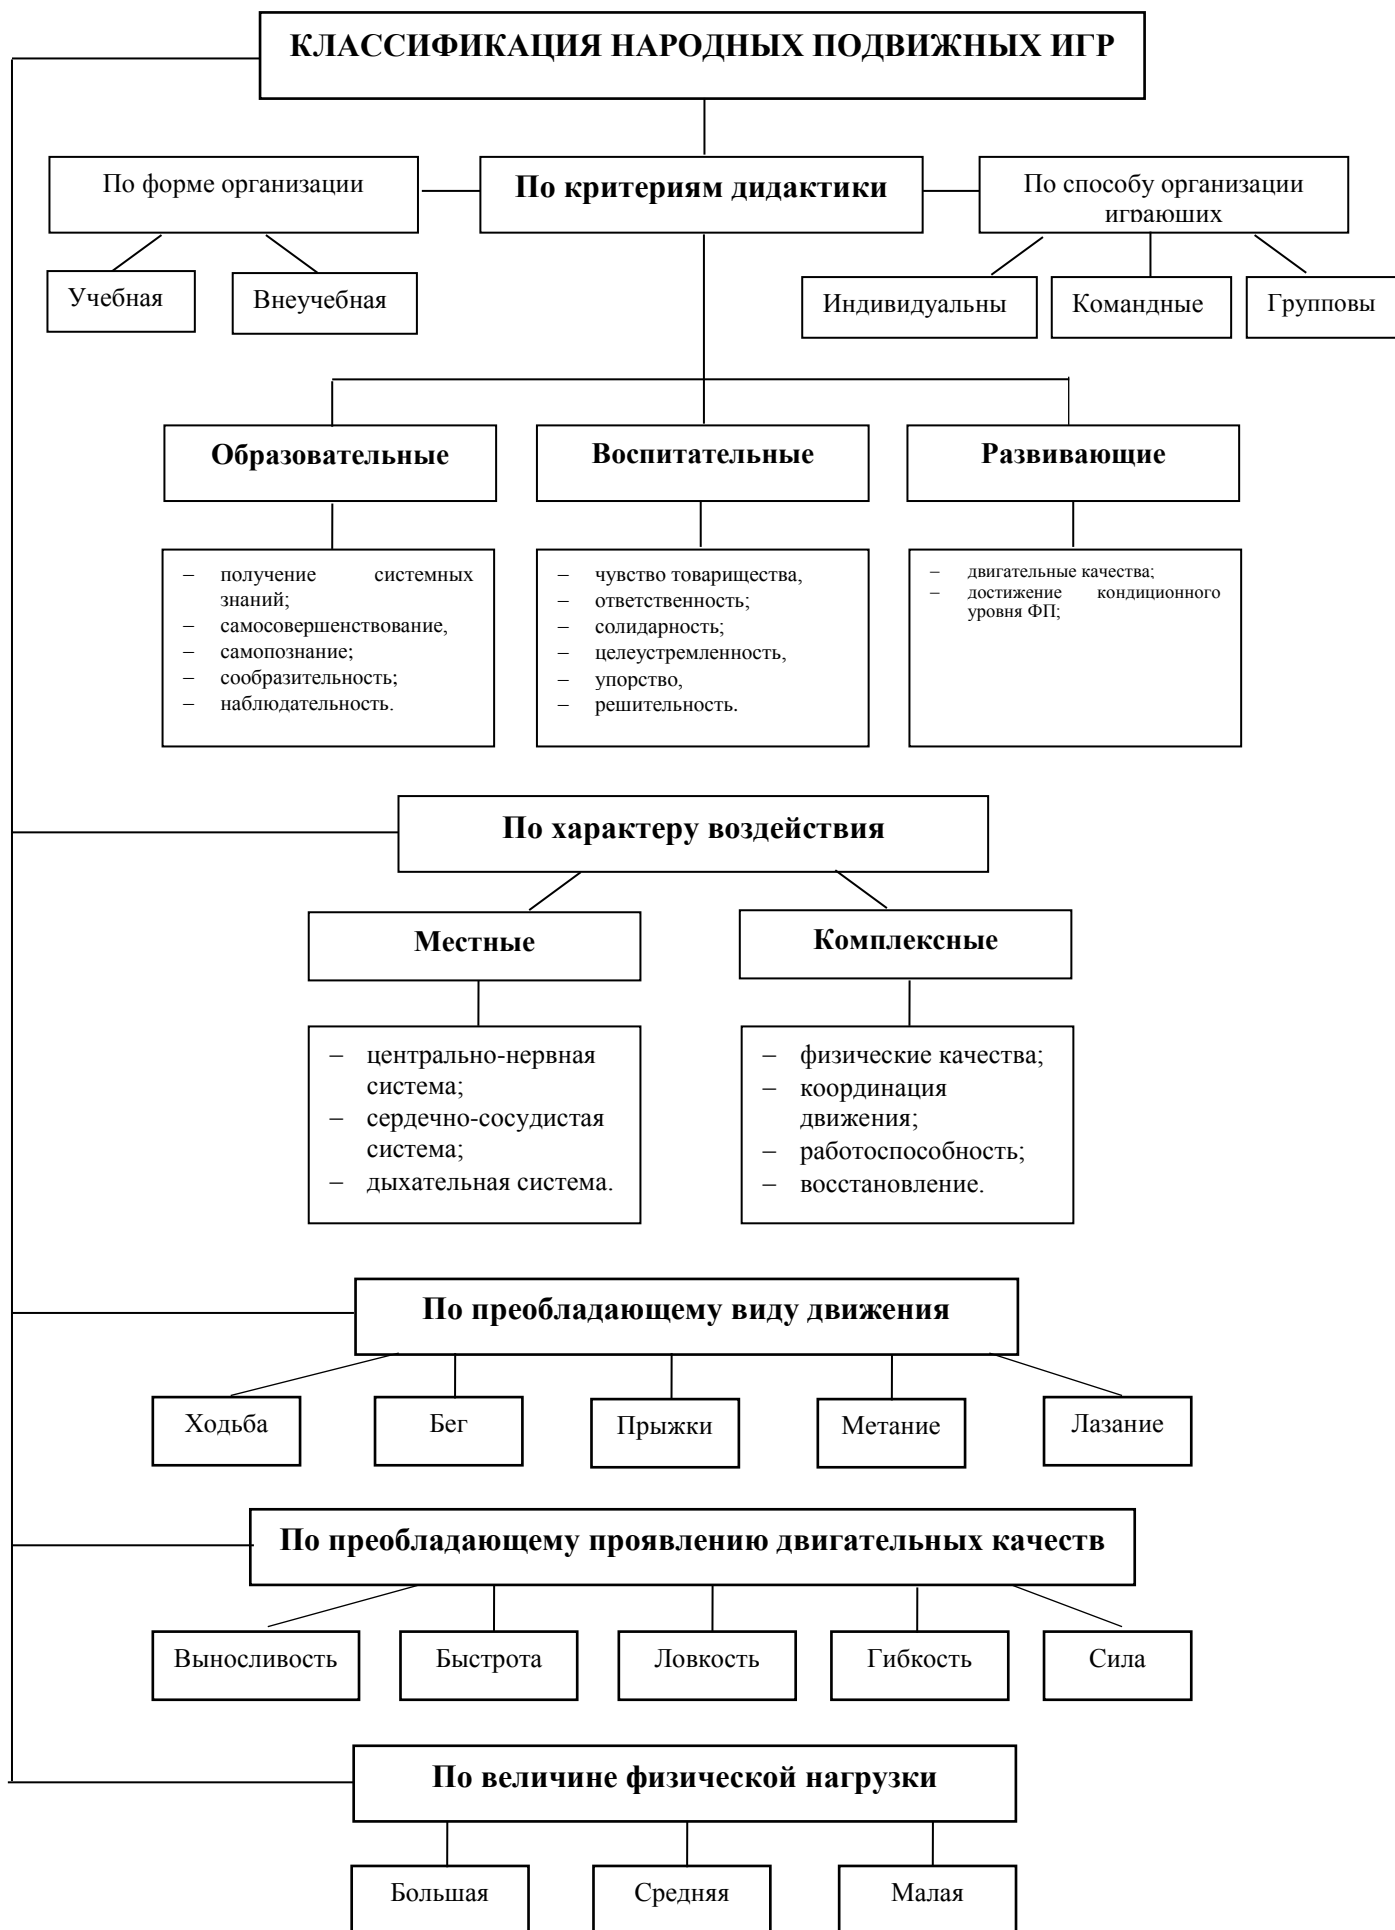 КЛАССИФИКАЦИЯ НАРОДНЫХ ПОДВИЖНЫХ ИГР
По форме организации
По критериям дидактики
По способу организации
играющих
Учебная
Внеучебная
Индивидуальны
Командные
Групповы
Образовательные
Воспитательные
Развивающие
– получение системных
знаний;
– самосовершенствование,
– самопознание;
– сообразительность;
– наблюдательность.
– чувство товарищества,
– ответственность;
– солидарность;
– целеустремленность,
– упорство,
– решительность.
– двигательные качества;
– достижение кондиционного
уровня ФП;
По характеру воздействия
Местные
Комплексные
– центрально-нервная
система;
– сердечно-сосудистая
система;
– дыхательная система.
– физические качества;
– координация
движения;
– работоспособность;
– восстановление.
По преобладающему виду движения
Ходьба
Бег
Прыжки
Метание
Лазание
По преобладающему проявлению двигательных качеств
Выносливость
Быстрота
Ловкость
Гибкость
Сила
По величине физической нагрузки
Большая
Средняя
Малая